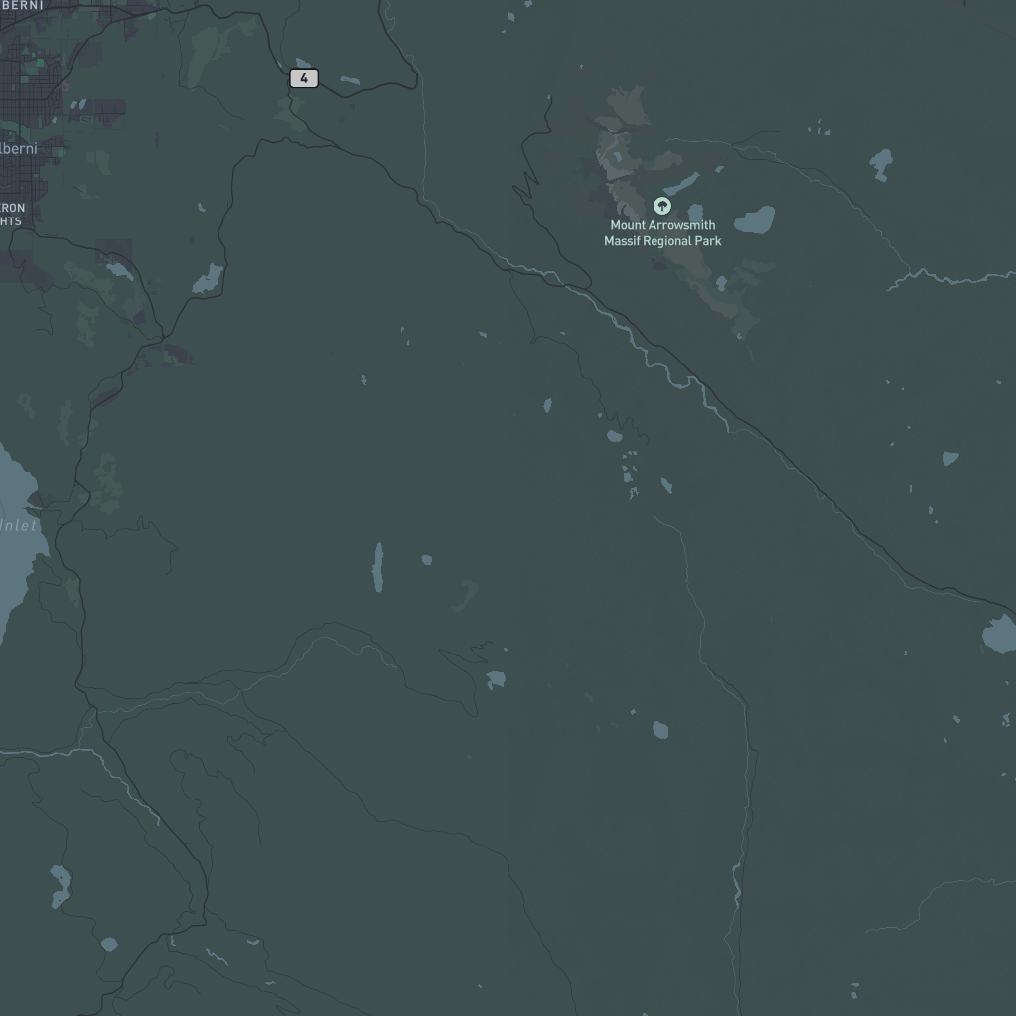 BERNI
4
lberni
RON
HTS
Mount Arrowsmith
Massif Regional Park
Inlet